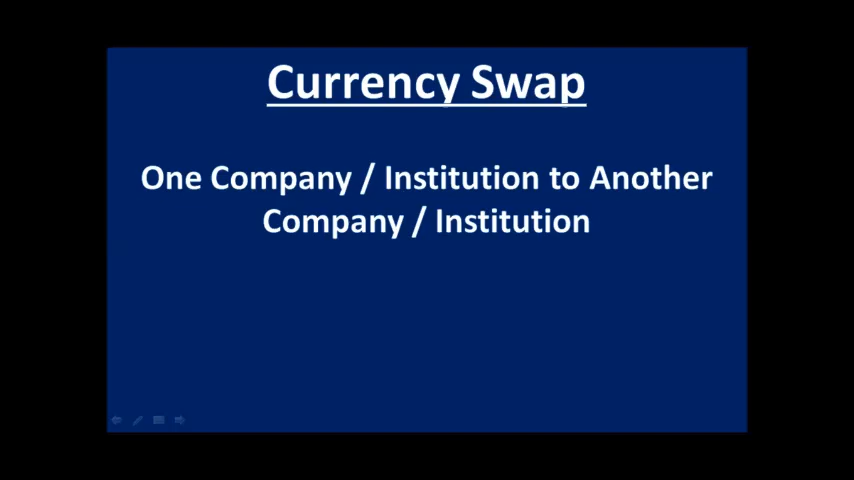 Currency Swap
One Company / Institution to Another
Company / Institution